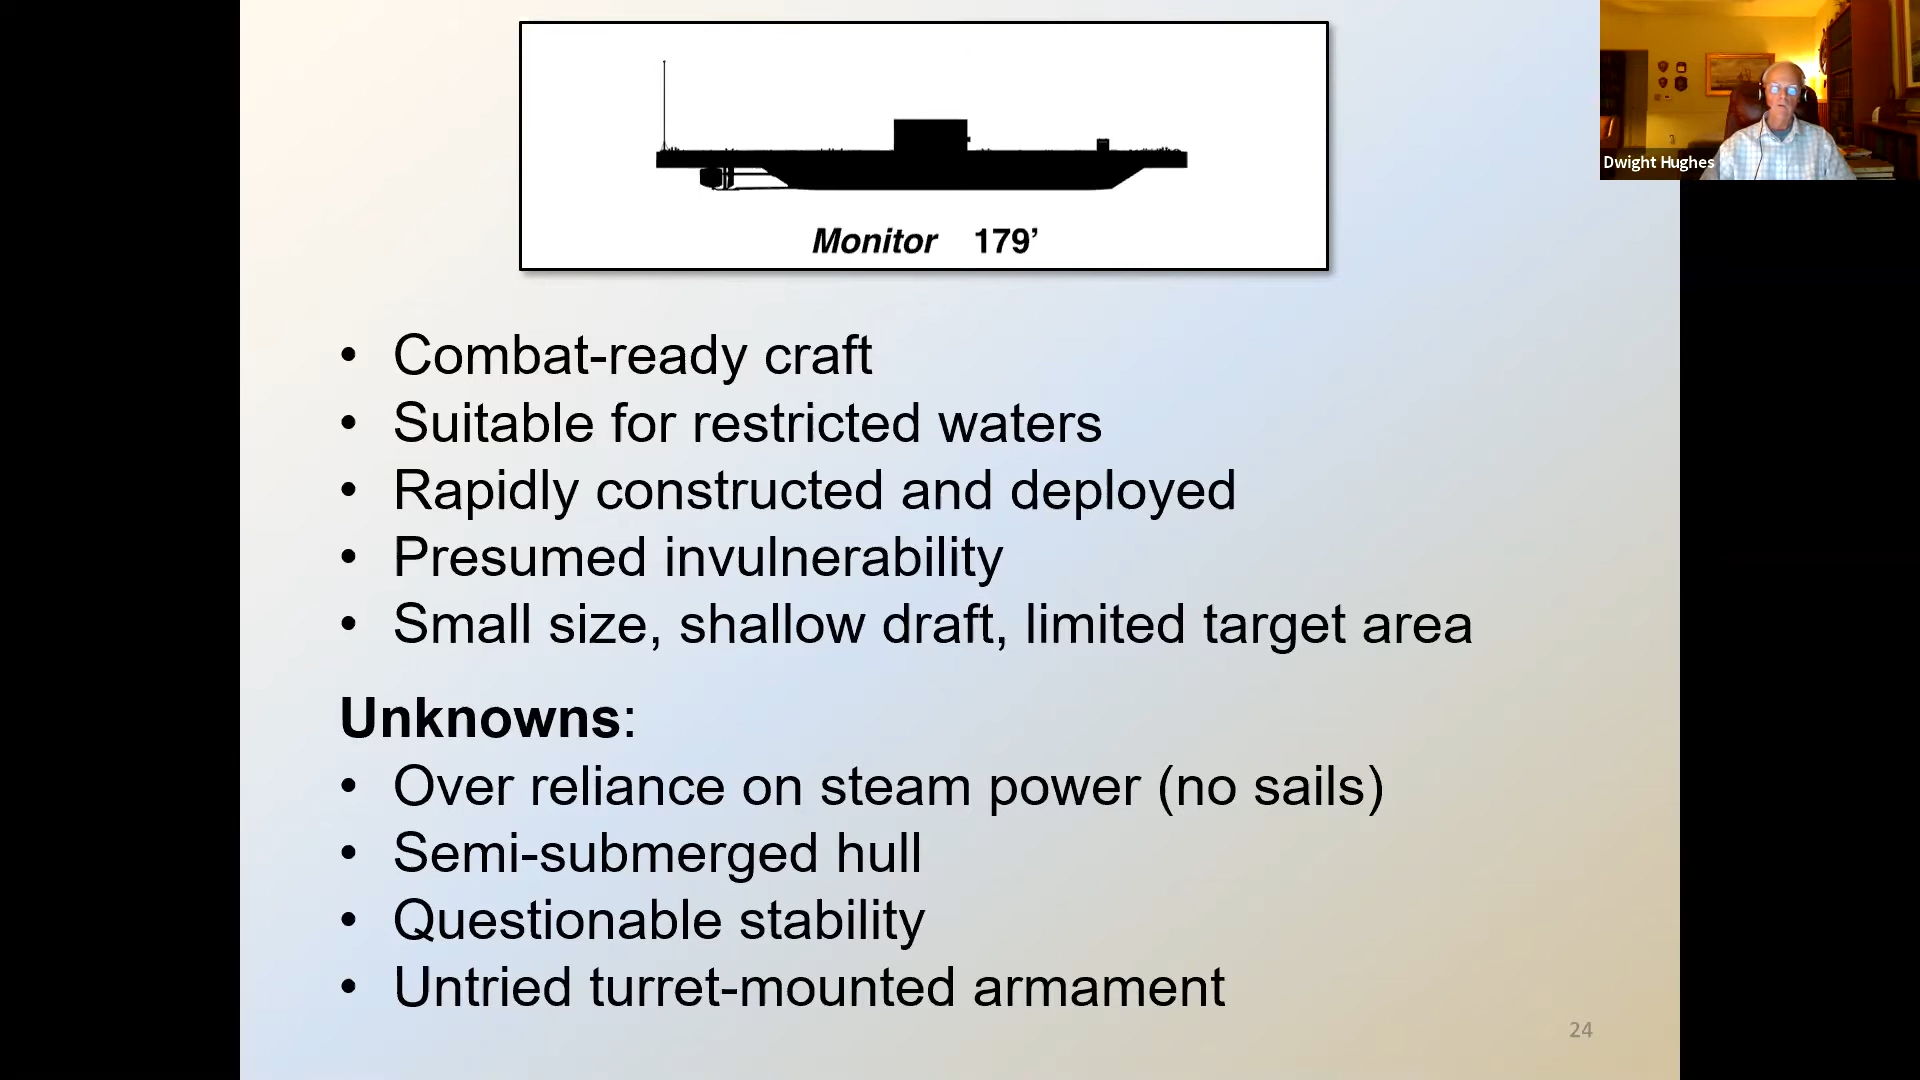 Monitor 179’
Dwight Hughes
• Combat-ready craft
• Suitable for restricted waters
• Rapidly constructed and deployed
• Presumed invulnerability
• Small size, shallow draft, limited target area
Unknowns:
• Over reliance on steam power (no sails)
• Semi-submerged hull
• Questionable stability
• Untried turret-mounted armament
24